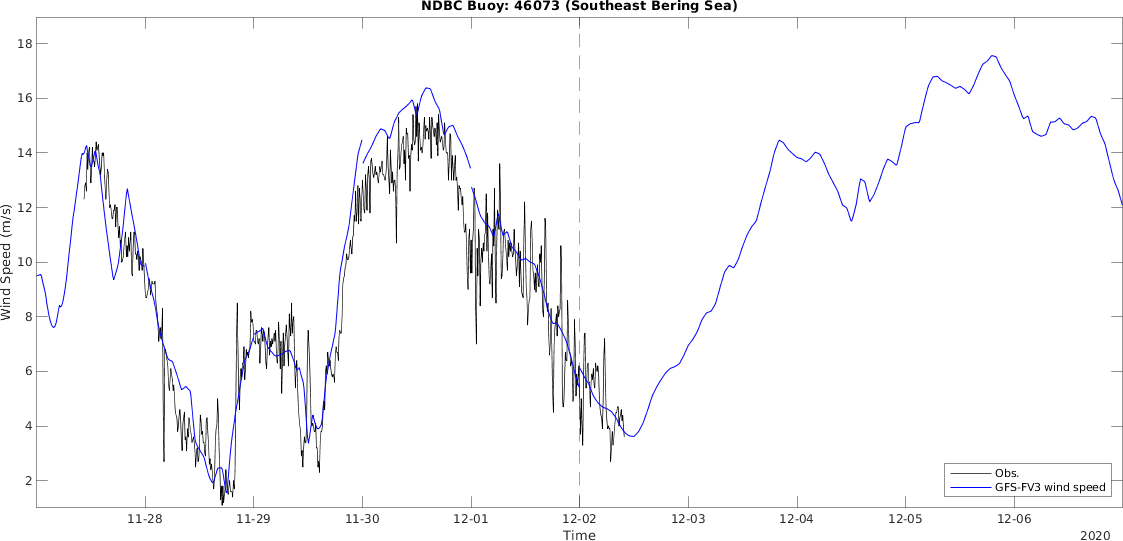 NDBC Buoy: 46073 (Southeast Bering Sea)
Wind Speed (m/s)
18
16
14
12
10
8
6
4
2
Obs.
GFS-FV3 wind speed
11-28 11-29 11-30 12-01 12-02 12-03 12-04 12-05 12-06
Time
2020